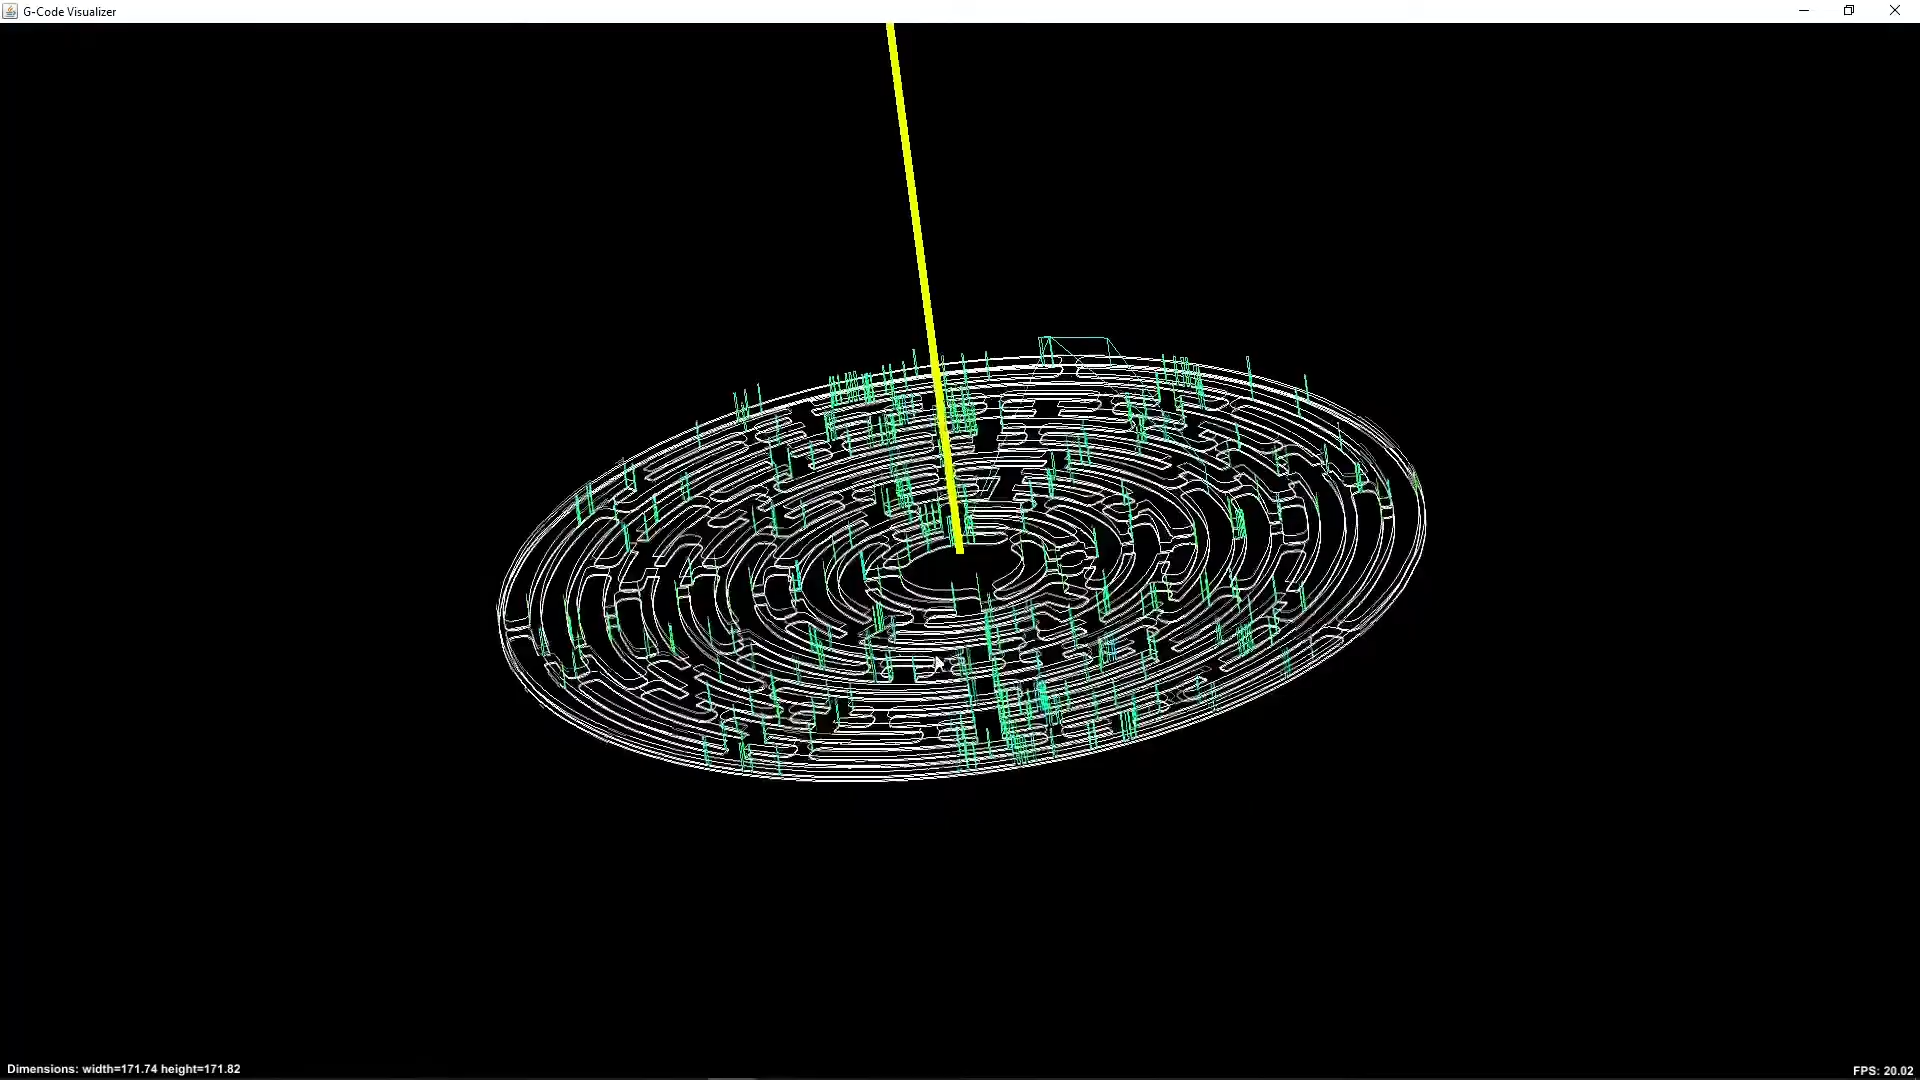 G-Code Visualizer
Dimensions: width=171.74 height=171.82
FPS: 20.02